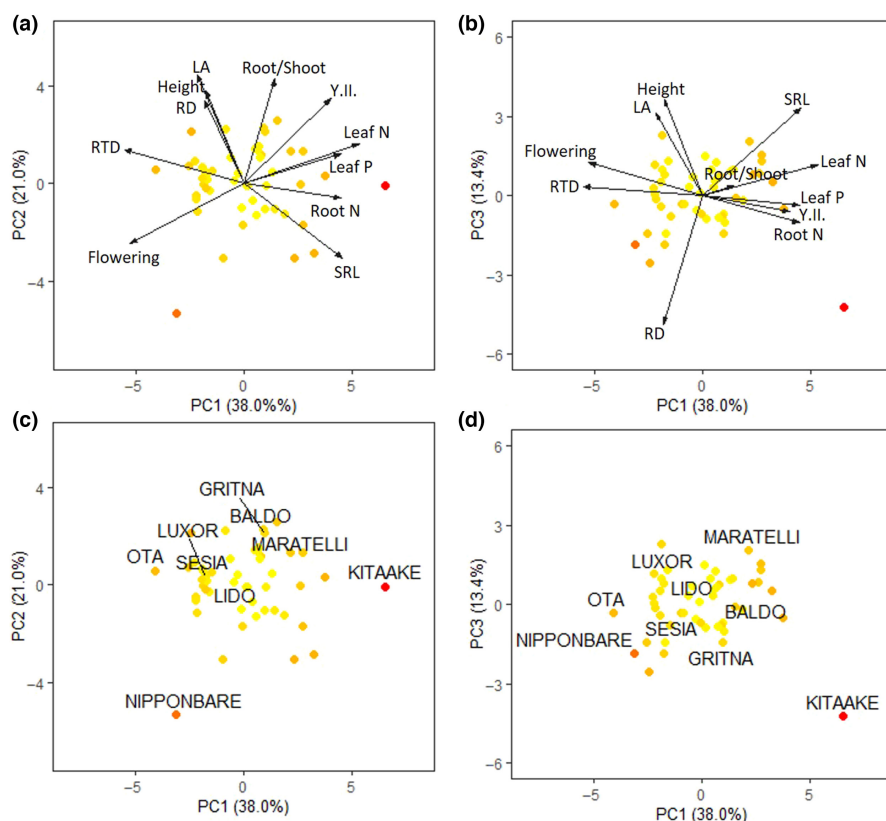 (a)
PC2 (21.0%)
4
0
−4
−5
0
5
PC1 (38.0%%)
LA
Height
RD
Root/Shoot
Y.II.
Leaf N
Leaf P
RTD
Root N
Flowering
SRL
(b)
PC3 (13.4%)
6
3
0
−3
−6
−5
0
5
PC1 (38.0%)
Height
LA
SRL
Flowering
Leaf N
Root/Shoot
RTD
Leaf P
Y.II.
Root N
RD
(c)
PC2 (21.0%)
4
0
−4
−5
0
5
PC1 (38.0%)
GRITNA
BALDO
LUXOR
MARATELLI
OTA
SESIA
KITAAKE
LIDO
NIPPONBARE
(d)
PC3 (13.4%)
6
3
0
−3
−6
−5
0
5
PC1 (38.0%)
MARATELLI
LUXOR
LIDO
OTA
BALDO
SESIA
NIPPONBARE
GRITNA
KITAAKE